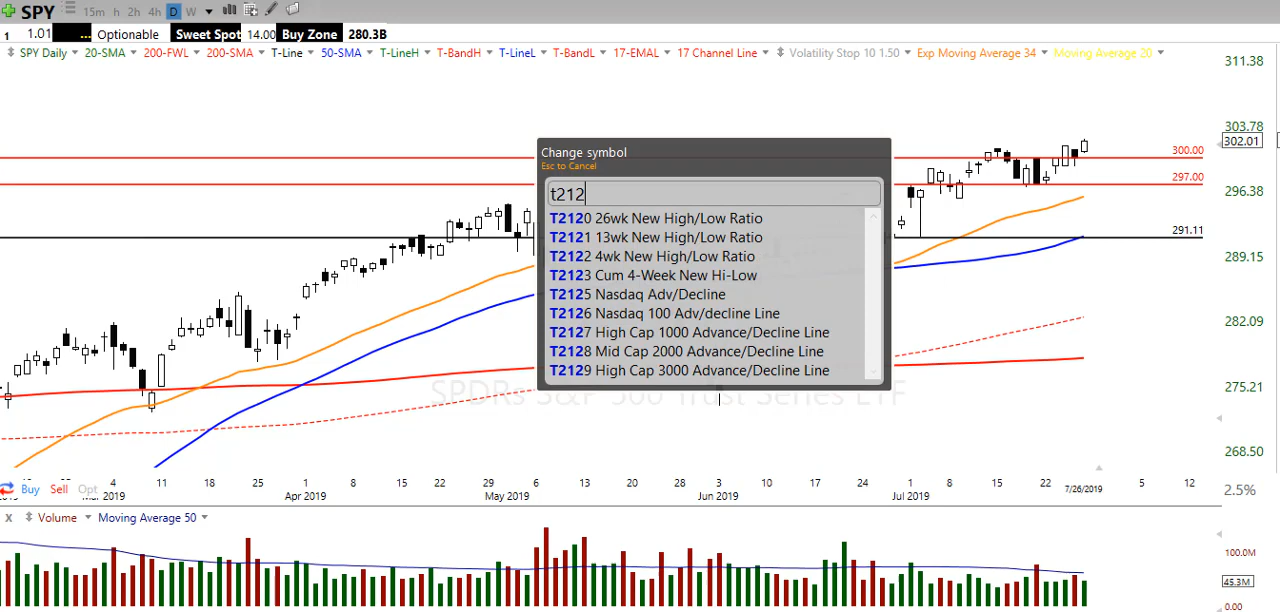 SPY 15m h 2h 4h D W
1 1.01 ... Optionable Sweet Spot 14.00 Buy Zone 280.3B
SPY Daily 20-SMA 200-FWL 200-SMA T-Line 50-SMA T-LineH T-BandH T-LineL T-BandL 17-EMAL 17 Channel Line Volatility Stop 10 1.50 Exp Moving Average 34 Moving Average 20
311.38
303.78
302.01
300.00
297.00
296.38
291.11
289.15
282.09
275.21
268.50
2.5%
Change symbol
Esc to Cancel
t212
T2120 26wk New High/Low Ratio
T2121 13wk New High/Low Ratio
T2122 4wk New High/Low Ratio
T2123 Cum 4-Week New Hi-Low
T2125 Nasdaq Adv/Decline
T2126 Nasdaq 100 Adv/decline Line
T2127 High Cap 1000 Advance/Decline Line
T2128 Mid Cap 2000 Advance/Decline Line
T2129 High Cap 3000 Advance/Decline Line
SPDRs S&P 500 Trust Series ETF
4 11 18 25 1 8 15 22 29 6 13 20 28 3 10 17 24 1 8 15 22 5 12
Buy Sell Opt
2019 Mar 2019 Apr 2019 May 2019 Jun 2019 Jul 2019 7/26/2019
X Volume Moving Average 50
100.0M
45.3M
0.00